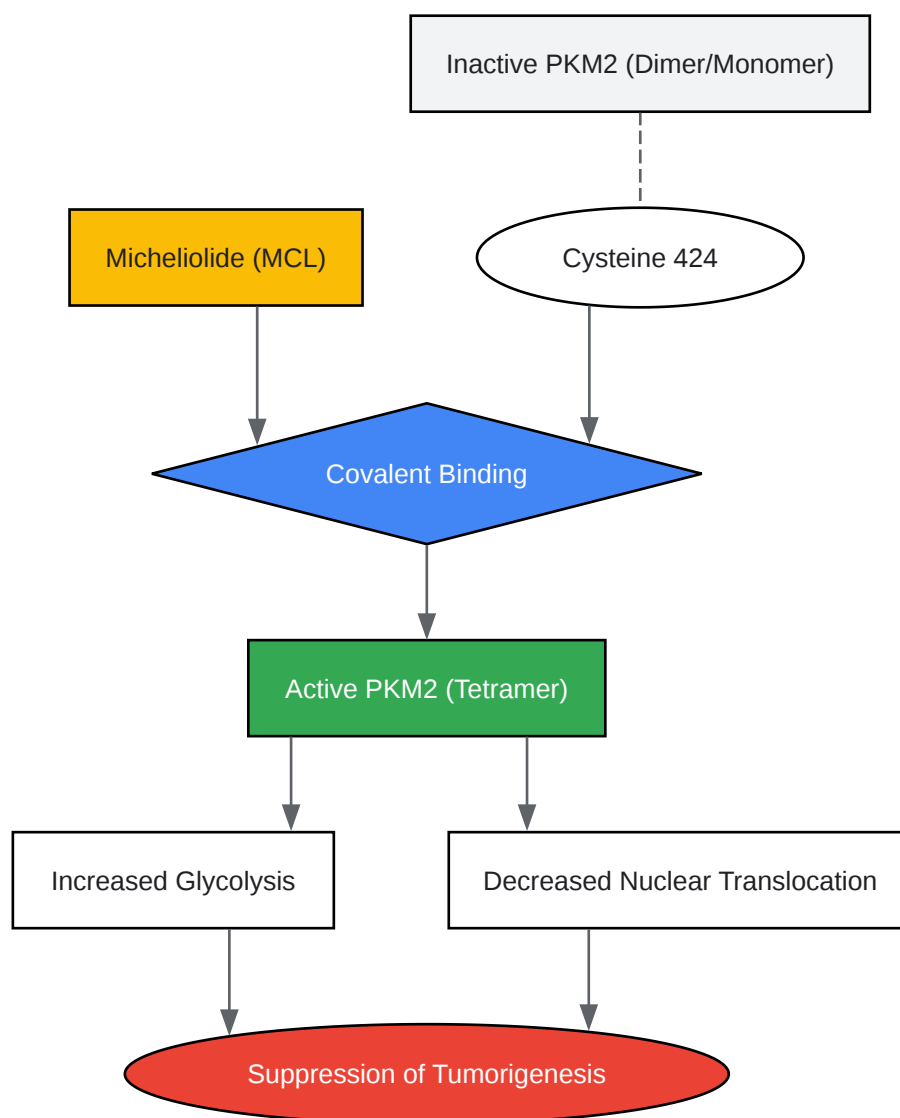 Inactive PKM2 (Dimer/Monomer)
Micheliolide (MCL)
Cysteine 424
Covalent Binding
Active PKM2 (Tetramer)
Increased Glycolysis
Decreased Nuclear Translocation
Suppression of Tumorigenesis